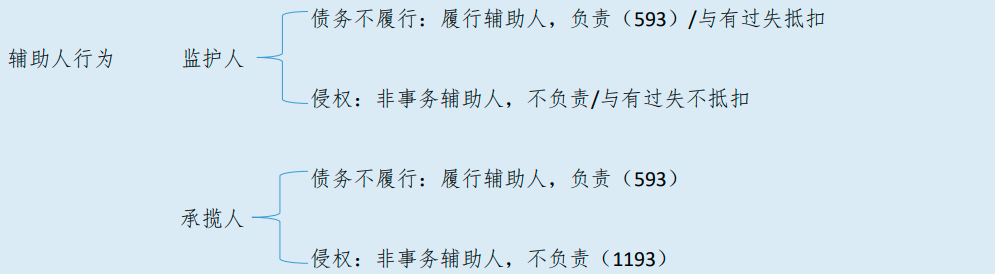 债务不履行：履行辅助人，负责（593）/与有过失抵扣
辅助人行为 监护人
侵权：非事务辅助人，不负责/与有过失不抵扣
债务不履行：履行辅助人，负责（593）
承揽人
侵权：非事务辅助人，不负责（1193）